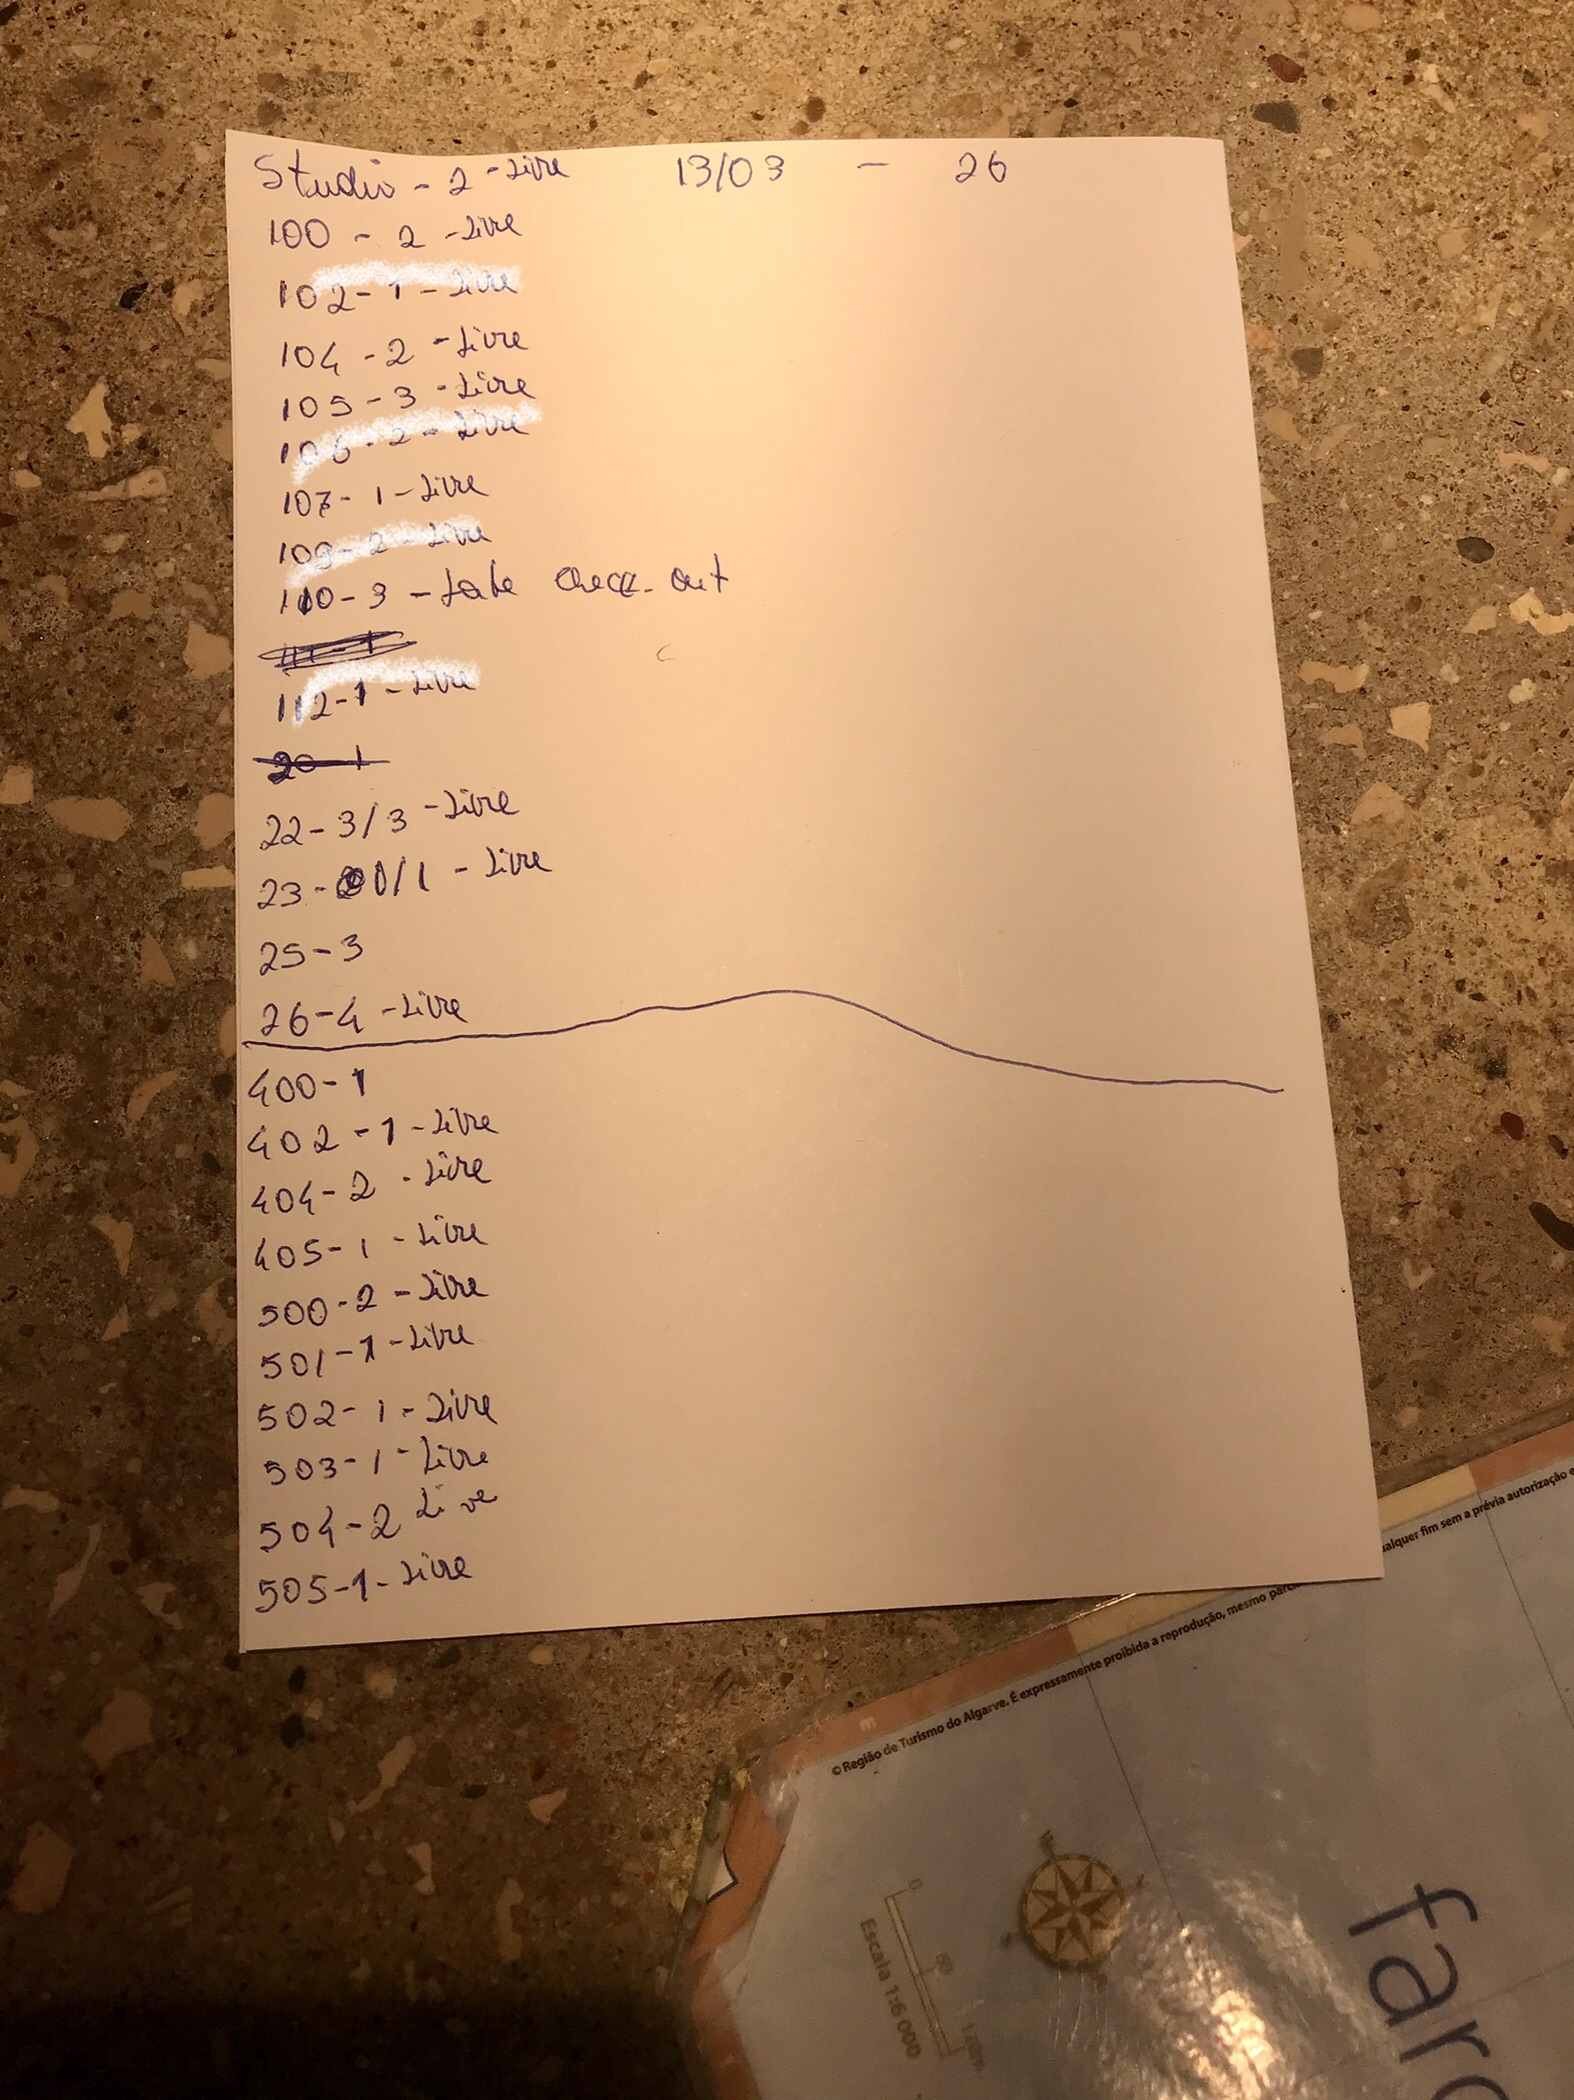 Studio - 2 - Livre 13/03 - 26
100 - 2 - Livre
102 - 1 - Livre
104 - 2 - Livre
105 - 3 - Livre
106 - 2 - Livre
107 - 1 - Livre
109 - 2 - Livre
110 - 3 - Late check-out
111 - 1
112 - 1 - Livre
20 - 1
22 - 3/3 - Livre
23 - 1/1 - Livre
25 - 3
26 - 4 - Livre
400 - 1
402 - 1 - Livre
404 - 2 - Livre
405 - 1 - Livre
500 - 2 - Livre
501 - 1 - Livre
502 - 1 - Livre
503 - 1 - Livre
504 - 2 Livre
505 - 1 - Livre
qualquer fim sem a prévia autorização
© Região de Turismo do Algarve. É expressamente proibida a reprodução, mesmo
E
0 60 120m
Escala 1:6 000
faro